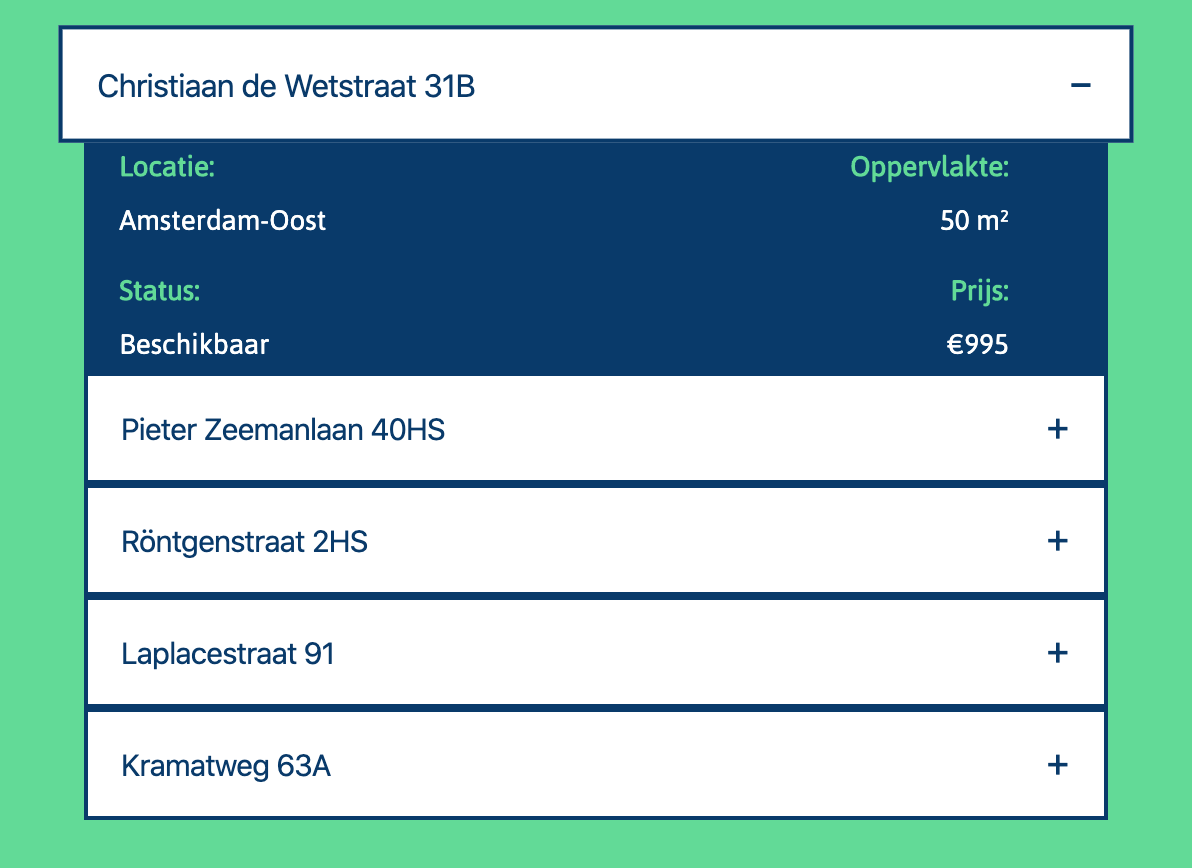 Christiaan de Wetstraat 31B −
Locatie: Oppervlakte:
Amsterdam-Oost 50 m²
Status: Prijs:
Beschikbaar €995
Pieter Zeemanlaan 40HS +
Röntgenstraat 2HS +
Laplacestraat 91 +
Kramatweg 63A +